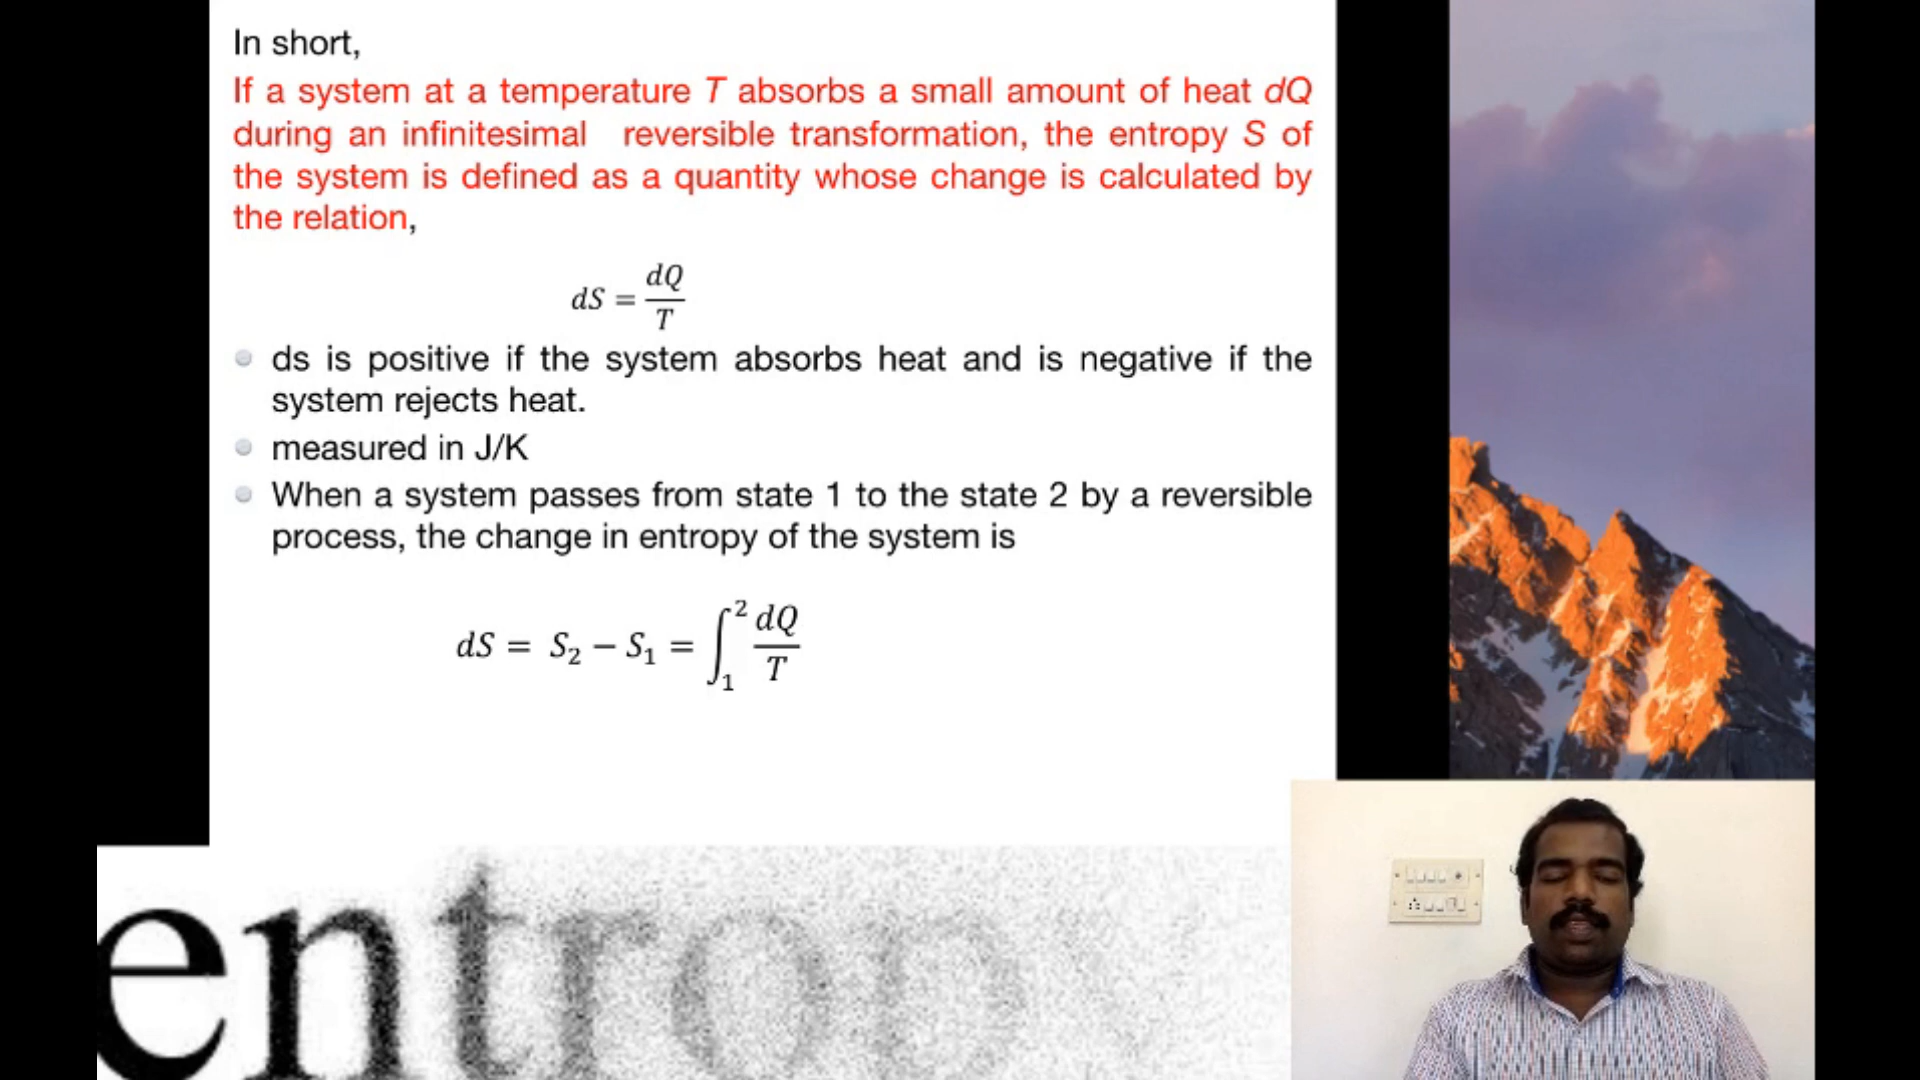 In short,
If a system at a temperature T absorbs a small amount of heat dQ
during an infinitesimal reversible transformation, the entropy S of
the system is defined as a quantity whose change is calculated by
the relation,
dS = dQ/T
ds is positive if the system absorbs heat and is negative if the
system rejects heat.
measured in J/K
When a system passes from state 1 to the state 2 by a reversible
process, the change in entropy of the system is
dS = S₂ − S₁ = ∫₁² dQ/T
entrop